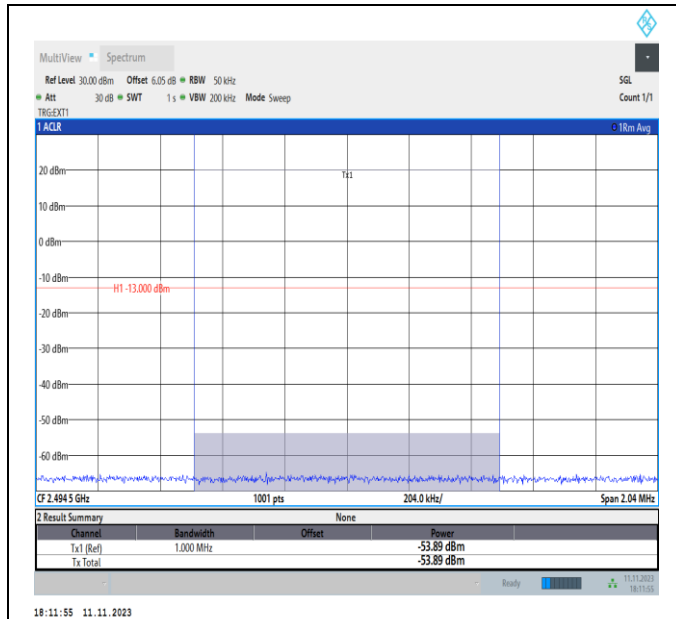 MultiView Spectrum
Ref Level 30.00 dBm Offset 6.05 dB RBW 50 kHz SGL
Att 30 dB SWT 1 s VBW 200 kHz Mode Sweep Count 1/1
TRG:EXT1
1 ACLR 1Rm Avg
20 dBm
Tx1
10 dBm
0 dBm
-10 dBm
H1 -13.000 dBm
-20 dBm
-30 dBm
-40 dBm
-50 dBm
-60 dBm
CF 2.494 5 GHz 1001 pts 204.0 kHz/ Span 2.04 MHz
2 Result Summary None
Channel Bandwidth Offset Power
Tx1 (Ref) 1.000 MHz -53.89 dBm
Tx Total -53.89 dBm
Ready 11.11.2023
18:11:55
18:11:55 11.11.2023